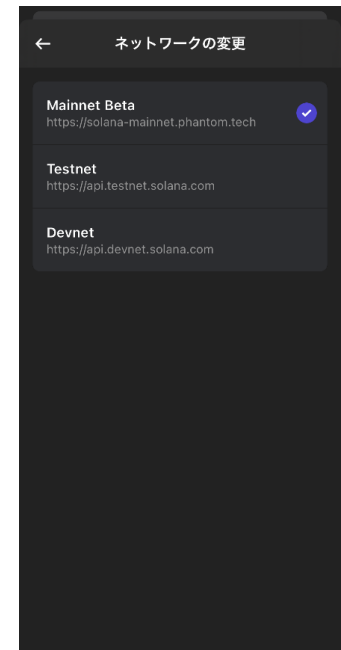 ネットワークの変更
Mainnet Beta
https://solana-mainnet.phantom.tech
Testnet
https://api.testnet.solana.com
Devnet
https://api.devnet.solana.com